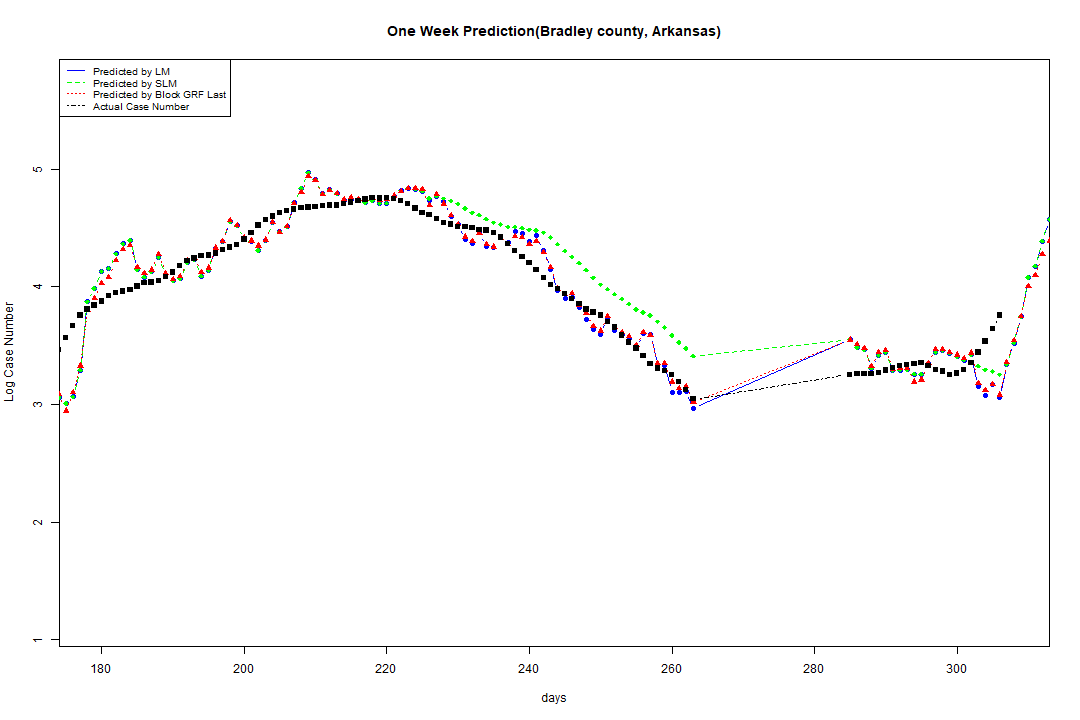 One Week Prediction(Bradley county, Arkansas)
Predicted by LM
Predicted by SLM
Predicted by Block GRF Last
Actual Case Number
5
4
3
2
1
Log Case Number
180 200 220 240 260 280 300
days